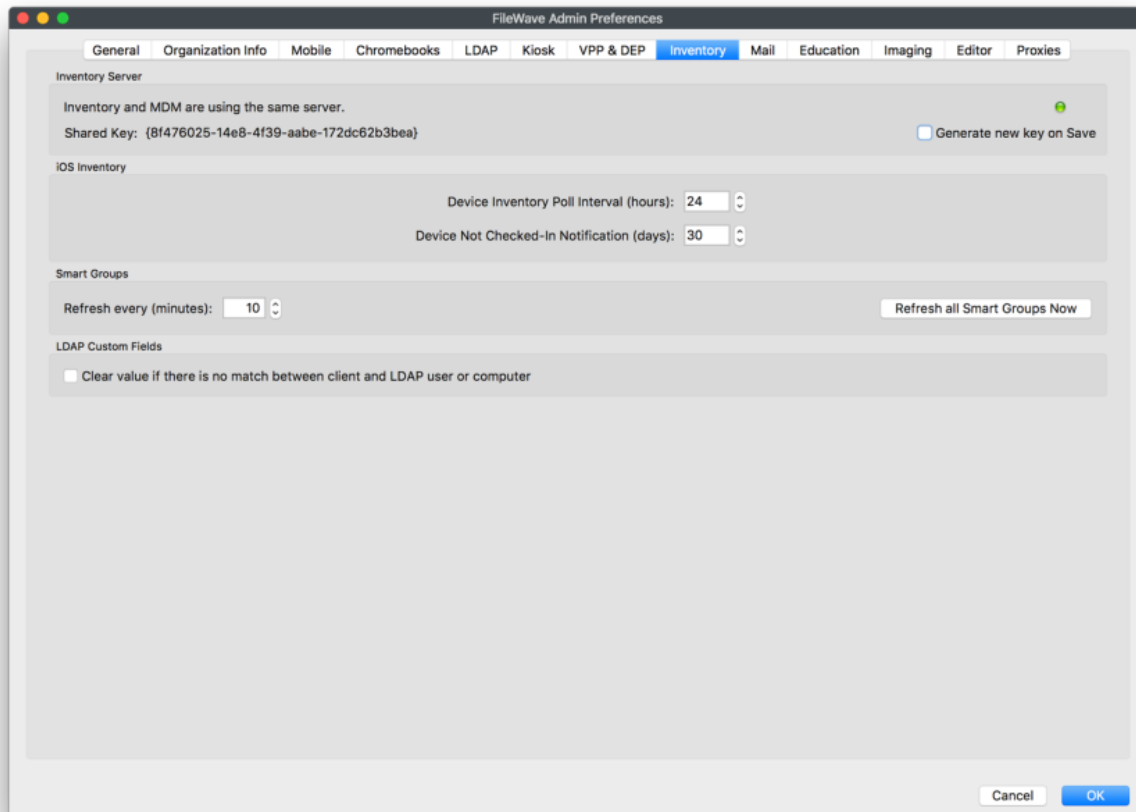 FileWave Admin Preferences
General Organization Info Mobile Chromebooks LDAP Kiosk VPP & DEP Inventory Mail Education Imaging Editor Proxies
Inventory Server
Inventory and MDM are using the same server.
Shared Key: {8f476025-14e8-4f39-aabe-172dc62b3bea}
Generate new key on Save
iOS Inventory
Device Inventory Poll Interval (hours): 24
Device Not Checked-In Notification (days): 30
Smart Groups
Refresh every (minutes): 10
Refresh all Smart Groups Now
LDAP Custom Fields
Clear value if there is no match between client and LDAP user or computer
Cancel OK